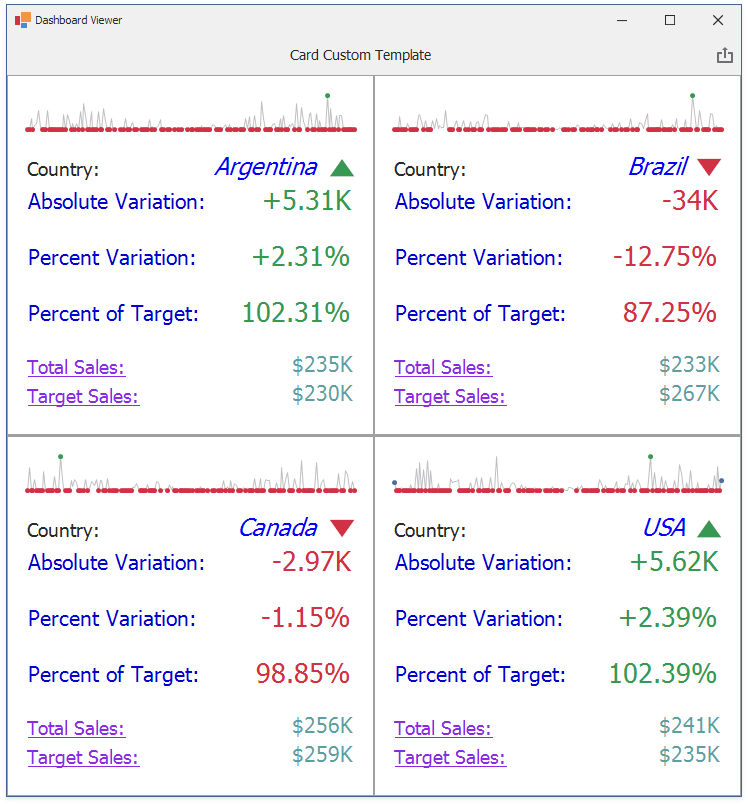 Dashboard Viewer
Card Custom Template
Country: Argentina
Absolute Variation: +5.31K
Percent Variation: +2.31%
Percent of Target: 102.31%
Total Sales: $235K
Target Sales: $230K
Country: Brazil
Absolute Variation: -34K
Percent Variation: -12.75%
Percent of Target: 87.25%
Total Sales: $233K
Target Sales: $267K
Country: Canada
Absolute Variation: -2.97K
Percent Variation: -1.15%
Percent of Target: 98.85%
Total Sales: $256K
Target Sales: $259K
Country: USA
Absolute Variation: +5.62K
Percent Variation: +2.39%
Percent of Target: 102.39%
Total Sales: $241K
Target Sales: $235K